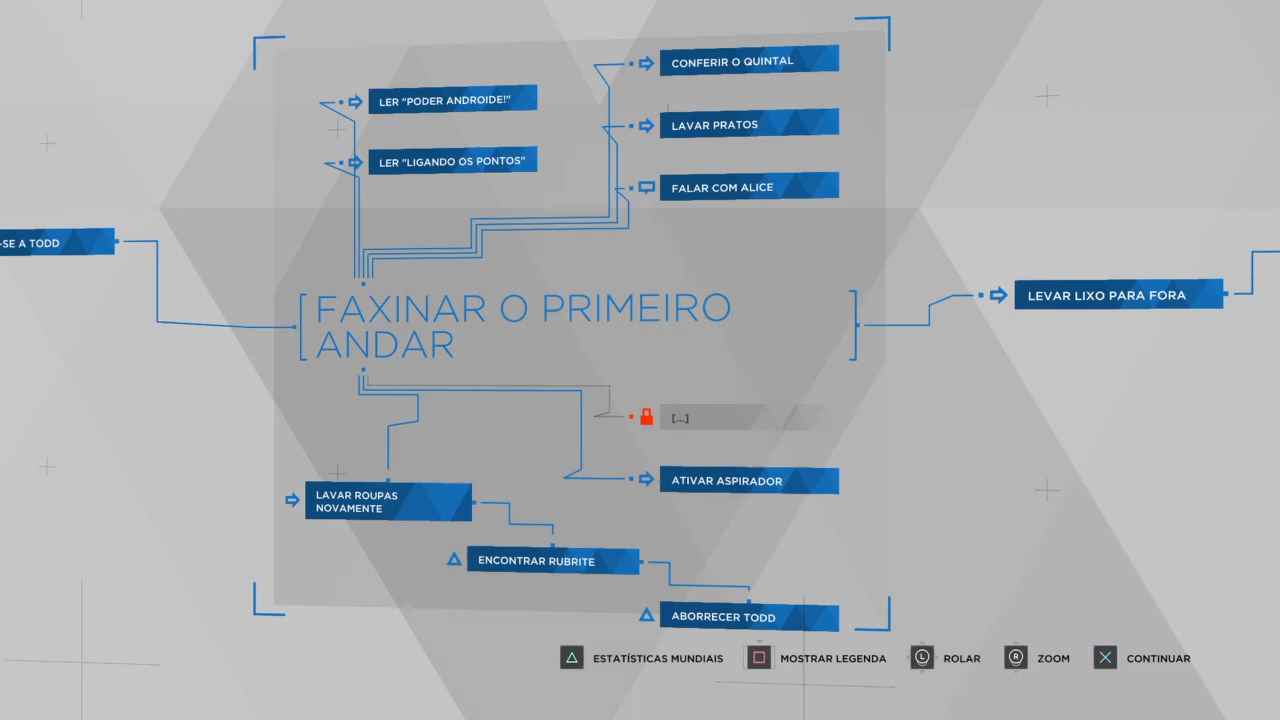 CONFERIR O QUINTAL
LER "PODER ANDROIDE!"
LAVAR PRATOS
LER "LIGANDO OS PONTOS"
FALAR COM ALICE
-SE A TODD
FAXINAR O PRIMEIRO
ANDAR
LEVAR LIXO PARA FORA
[...]
ATIVAR ASPIRADOR
LAVAR ROUPAS
NOVAMENTE
ENCONTRAR RUBRITE
ABORRECER TODD
ESTATÍSTICAS MUNDIAIS
MOSTRAR LEGENDA
L
ROLAR
R
ZOOM
CONTINUAR